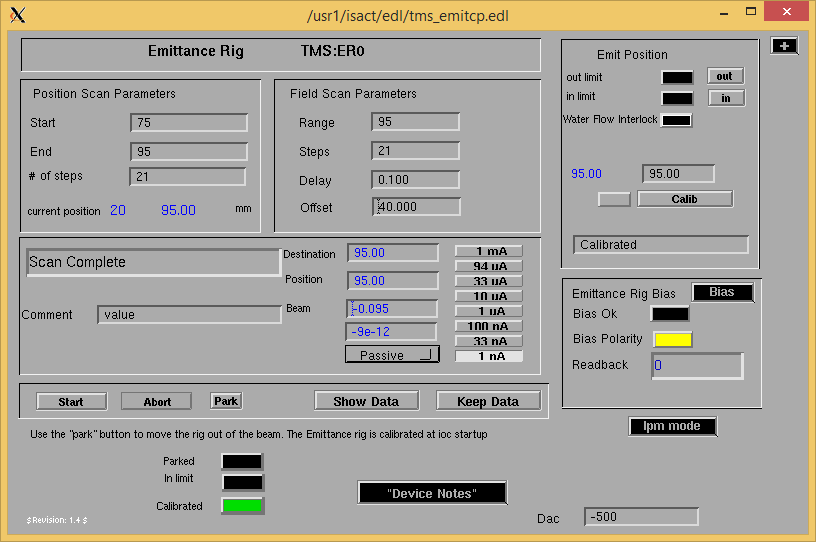 /usr1/isact/edl/tms_emitcp.edl
Emittance Rig TMS:ER0
+
Position Scan Parameters
Start 75
End 95
# of steps 21
current position 20 95.00 mm
Field Scan Parameters
Range 95
Steps 21
Delay 0.100
Offset 40.000
Emit Position
out limit out
in limit in
Water Flow Interlock
95.00 95.00
Calib
Calibrated
Scan Complete
Comment value
Destination 95.00
Position 95.00
Beam -0.095
-9e-12
Passive
1 mA
94 uA
33 uA
10 uA
1 uA
100 nA
33 nA
1 nA
Emittance Rig Bias Bias
Bias Ok
Bias Polarity
Readback 0
Start Abort Park Show Data Keep Data
Ipm mode
Use the "park" button to move the rig out of the beam. The Emittance rig is calibrated at ioc startup
Parked
In limit
Calibrated
"Device Notes"
Dac -500
$Revision: 1.4 $